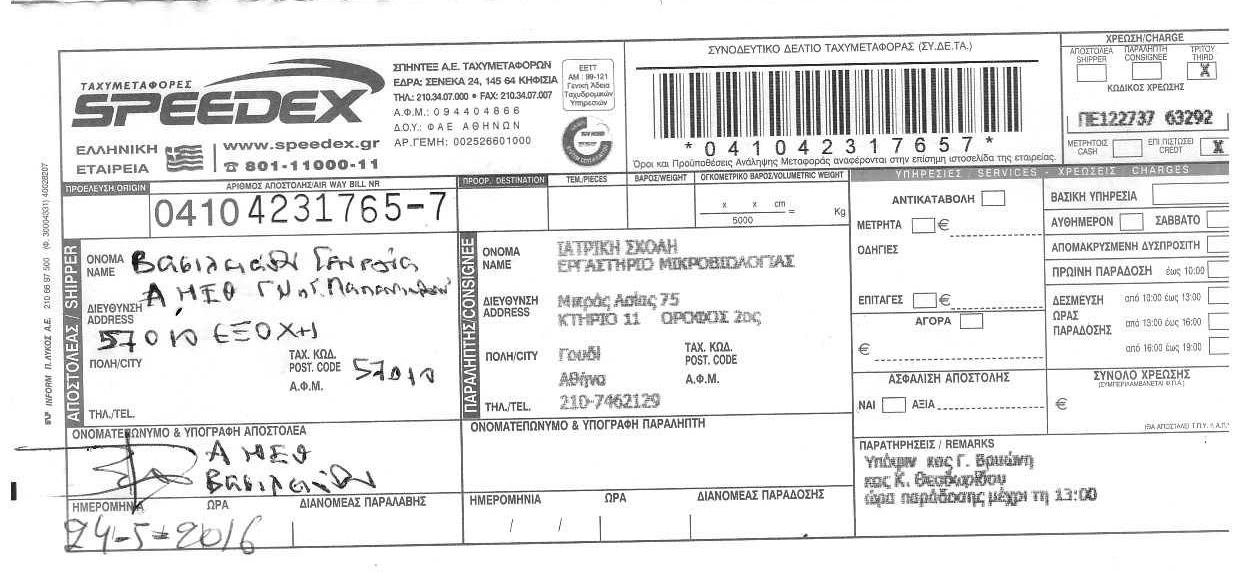 ΤΑΧΥΜΕΤΑΦΟΡΕΣ
SPEEDEX
ΕΛΛΗΝΙΚΗ ΕΤΑΙΡΕΙΑ
www.speedex.gr
☎ 801-11000-11
ΣΠΗΝΤΕΞ Α.Ε. ΤΑΧΥΜΕΤΑΦΟΡΩΝ
ΕΔΡΑ: ΣΕΝΕΚΑ 24, 145 64 ΚΗΦΙΣΙΑ
ΤΗΛ.: 210.34.07.000 • FAX: 210.34.07.007
Α.Φ.Μ.: 094404866
Δ.Ο.Υ.: ΦΑΕ ΑΘΗΝΩΝ
ΑΡ.ΓΕΜΗ: 002526601000
ΕΕΤΤ
ΑΜ : 99-121
Γενική Άδεια
Ταχυδρομικών
Υπηρεσιών
ΣΥΝΟΔΕΥΤΙΚΟ ΔΕΛΤΙΟ ΤΑΧΥΜΕΤΑΦΟΡΑΣ (ΣΥ.ΔΕ.ΤΑ.)
*041042317657*
Όροι και Προϋποθέσεις Ανάληψης Μεταφοράς αναφέρονται στην επίσημη ιστοσελίδα της εταιρείας.
ΧΡΕΩΣΗ/CHARGE
ΑΠΟΣΤΟΛΕΑ SHIPPER
ΠΑΡΑΛΗΠΤΗ CONSIGNEE
ΤΡΙΤΟΥ THIRD
X
ΚΩΔΙΚΟΣ ΧΡΕΩΣΗΣ
ΠΕ122737 63292
ΜΕΤΡΗΤΟΙΣ CASH
ΕΠΙ ΠΙΣΤΩΣΕΙ CREDIT
X
ΠΡΟΕΛΕΥΣΗ ORIGIN
ΑΡΙΘΜΟΣ ΑΠΟΣΤΟΛΗΣ/AIR WAY BILL NR
0410 4231765-7
ΠΡΟΟΡ. DESTINATION
ΤΕΜ./PIECES
ΒΑΡΟΣ/WEIGHT
ΟΓΚΟΜΕΤΡΙΚΟ ΒΑΡΟΣ/VOLUMETRIC WEIGHT
x x cm
5000
= Kg
ΑΠΟΣΤΟΛΕΑΣ / SHIPPER
ΟΝΟΜΑ NAME
ΔΙΕΥΘΥΝΣΗ ADDRESS
Α ΜΕΘ
57010 ΕΞΟΧΗ
ΠΟΛΗ/CITY
ΤΑΧ. ΚΩΔ. POST. CODE 57010
Α.Φ.Μ.
ΤΗΛ./TEL.
ΠΑΡΑΛΗΠΤΗΣ/CONSIGNEE
ΟΝΟΜΑ NAME
ΙΑΤΡΙΚΗ ΣΧΟΛΗ
ΕΡΓΑΣΤΗΡΙΟ ΜΙΚΡΟΒΙΟΛΟΓΙΑΣ
ΔΙΕΥΘΥΝΣΗ ADDRESS
Μικράς Ασίας 75
ΚΤΗΡΙΟ 11 ΟΡΟΦΟΣ 2ος
ΠΟΛΗ/CITY
Γουδί
Αθήνα
ΤΑΧ. ΚΩΔ. POST. CODE
Α.Φ.Μ.
ΤΗΛ./TEL. 210-7462129
ΟΝΟΜΑΤΕΠΩΝΥΜΟ & ΥΠΟΓΡΑΦΗ ΑΠΟΣΤΟΛΕΑ
Α ΜΕΘ
ΟΝΟΜΑΤΕΠΩΝΥΜΟ & ΥΠΟΓΡΑΦΗ ΠΑΡΑΛΗΠΤΗ
ΗΜΕΡΟΜΗΝΙΑ
ΩΡΑ
ΔΙΑΝΟΜΕΑΣ ΠΑΡΑΛΑΒΗΣ
24-5-2016
ΗΜΕΡΟΜΗΝΙΑ
ΩΡΑ
ΔΙΑΝΟΜΕΑΣ ΠΑΡΑΔΟΣΗΣ
/ /
ΥΠΗΡΕΣΙΕΣ / SERVICES - ΧΡΕΩΣΕΙΣ / CHARGES
ΑΝΤΙΚΑΤΑΒΟΛΗ
ΜΕΤΡΗΤΑ €
ΟΔΗΓΙΕΣ
ΕΠΙΤΑΓΕΣ €
ΑΓΟΡΑ
€
ΑΣΦΑΛΙΣΗ ΑΠΟΣΤΟΛΗΣ
ΝΑΙ ΑΞΙΑ
ΒΑΣΙΚΗ ΥΠΗΡΕΣΙΑ
ΑΥΘΗΜΕΡΟΝ ΣΑΒΒΑΤΟ
ΑΠΟΜΑΚΡΥΣΜΕΝΗ ΔΥΣΠΡΟΣΙΤΗ
ΠΡΩΙΝΗ ΠΑΡΑΔΟΣΗ έως 10:00
ΔΕΣΜΕΥΣΗ ΩΡΑΣ ΠΑΡΑΔΟΣΗΣ
από 10:00 έως 13:00
από 13:00 έως 16:00
από 16:00 έως 19:00
ΣΥΝΟΛΟ ΧΡΕΩΣΗΣ
(ΣΥΜΠΕΡΙΛΑΜΒΑΝΕΤΑΙ Φ.Π.Α.)
€
ΠΑΡΑΤΗΡΗΣΕΙΣ / REMARKS
Υπόψιν κας Γ. Βρυώνη
κας Κ. Θεοδωρίδου
ώρα παράδοσης μέχρι τη 13:00
INFORM Π. ΛΥΚΟΣ Α.Ε. 210 66 97 500